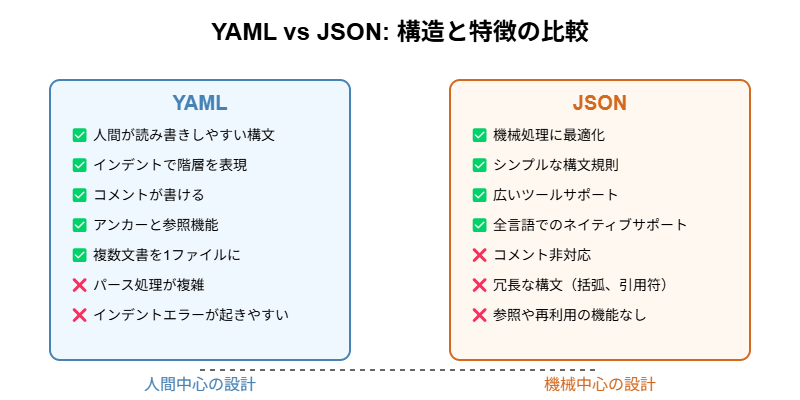 YAML vs JSON: 構造と特徴の比較
YAML
✅ 人間が読み書きしやすい構文
✅ インデントで階層を表現
✅ コメントが書ける
✅ アンカーと参照機能
✅ 複数文書を1ファイルに
❌ パース処理が複雑
❌ インデントエラーが起きやすい
人間中心の設計
JSON
✅ 機械処理に最適化
✅ シンプルな構文規則
✅ 広いツールサポート
✅ 全言語でのネイティブサポート
❌ コメント非対応
❌ 冗長な構文（括弧、引用符）
❌ 参照や再利用の機能なし
機械中心の設計